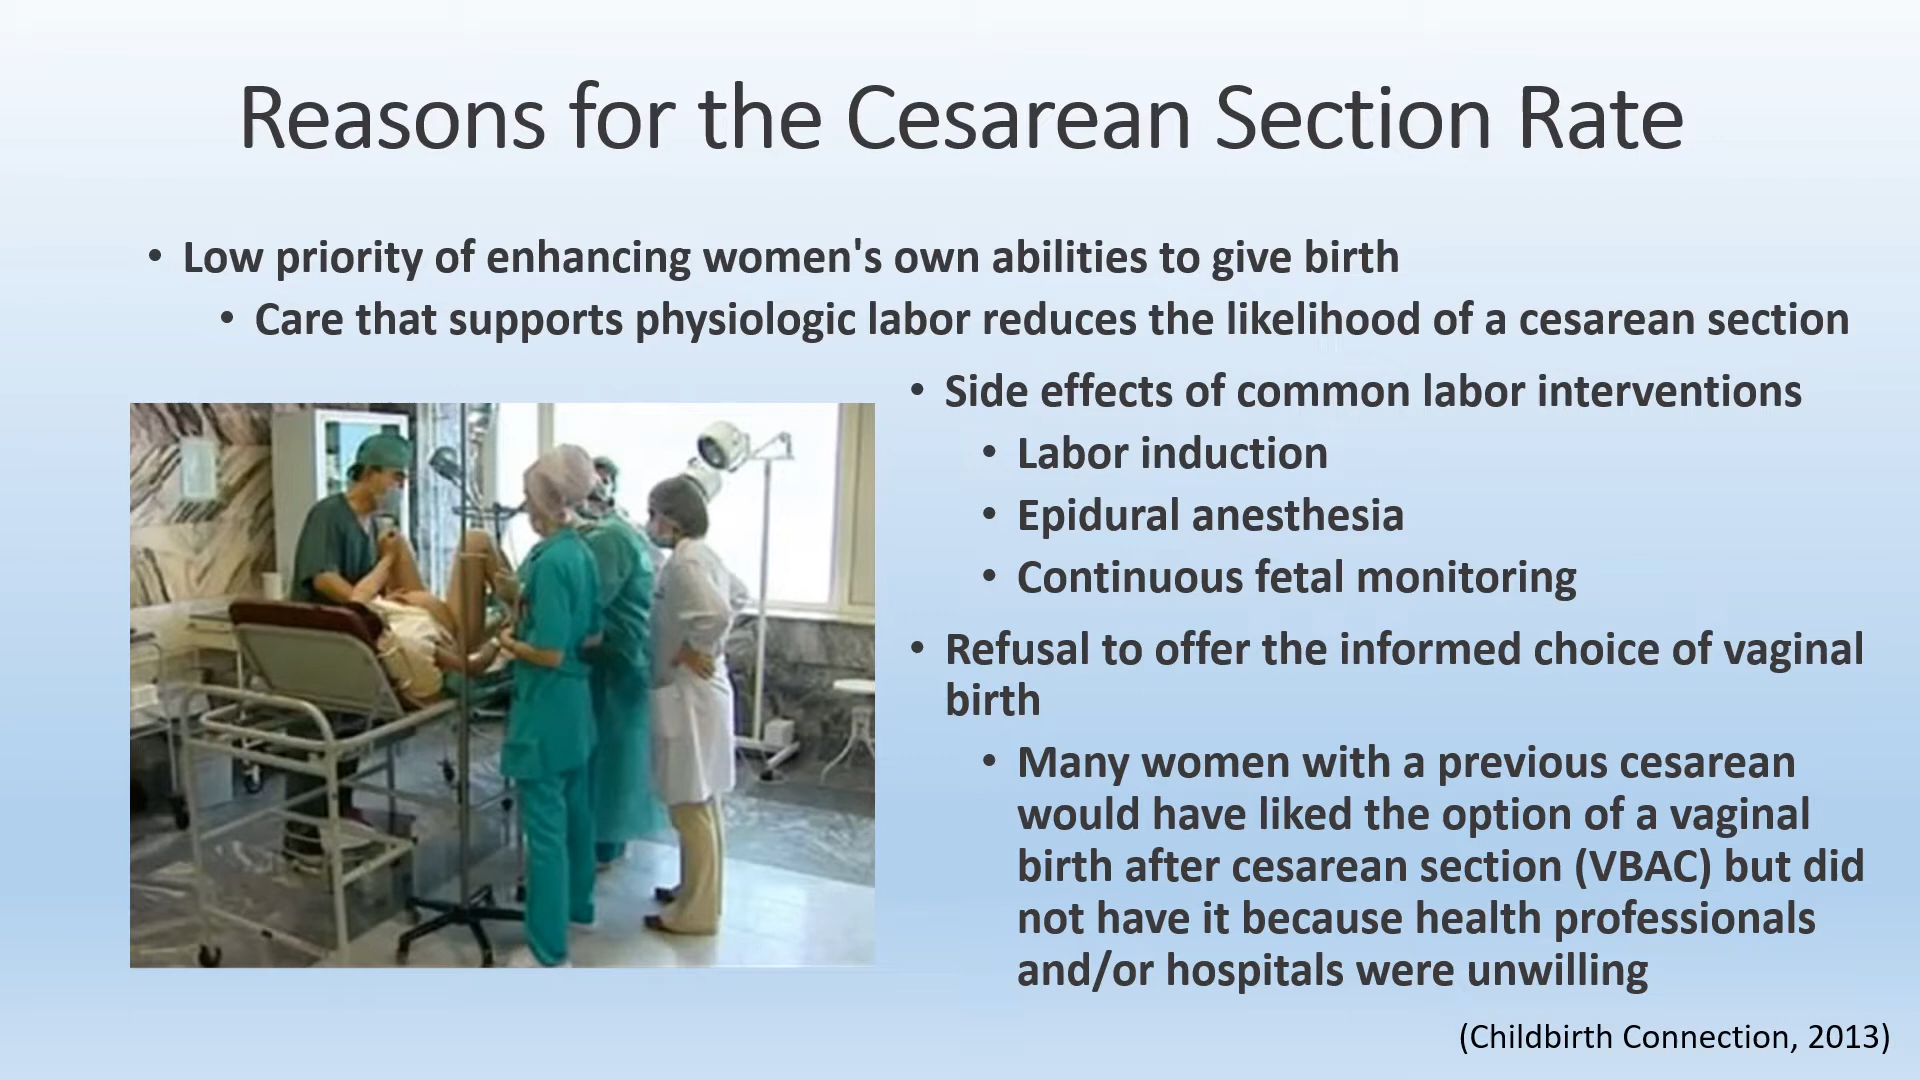 Reasons for the Cesarean Section Rate
• Low priority of enhancing women's own abilities to give birth
• Care that supports physiologic labor reduces the likelihood of a cesarean section
• Side effects of common labor interventions
• Labor induction
• Epidural anesthesia
• Continuous fetal monitoring
• Refusal to offer the informed choice of vaginal
birth
• Many women with a previous cesarean
would have liked the option of a vaginal
birth after cesarean section (VBAC) but did
not have it because health professionals
and/or hospitals were unwilling
(Childbirth Connection, 2013)